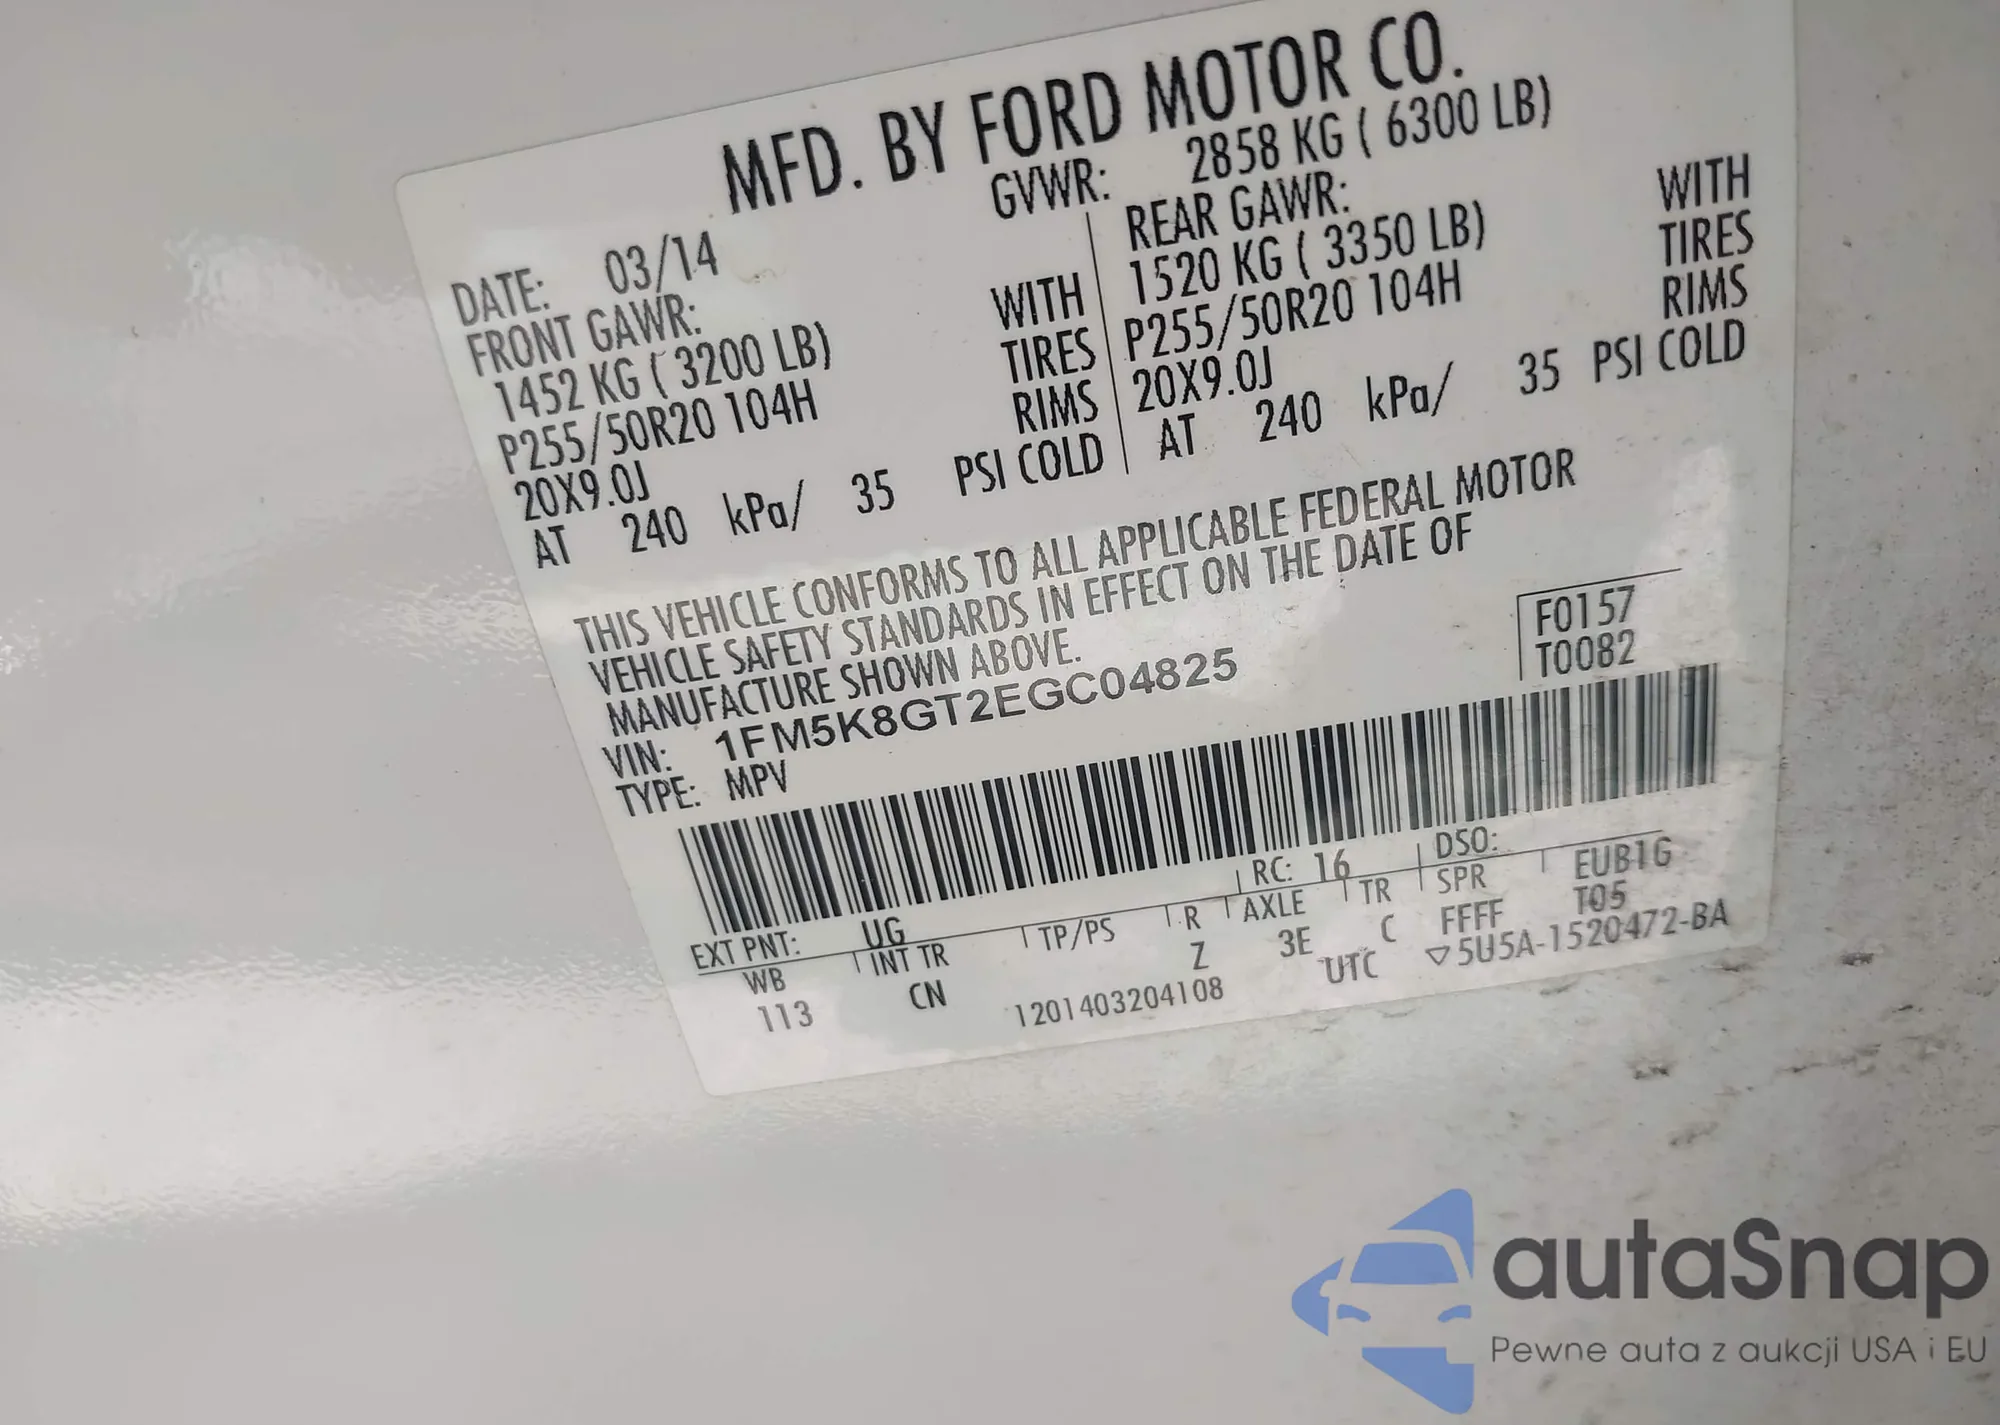 MFD. BY FORD MOTOR CO.
GVWR: 2858 KG ( 6300 LB)
DATE: 03/14
FRONT GAWR:
1452 KG ( 3200 LB) WITH
P255/50R20 104H TIRES
20X9.0J RIMS
AT 240 kPa/ 35 PSI COLD
REAR GAWR:
1520 KG ( 3350 LB) WITH
P255/50R20 104H TIRES
20X9.0J RIMS
AT 240 kPa/ 35 PSI COLD
THIS VEHICLE CONFORMS TO ALL APPLICABLE FEDERAL MOTOR
VEHICLE SAFETY STANDARDS IN EFFECT ON THE DATE OF
MANUFACTURE SHOWN ABOVE.
F0157
T0082
VIN: 1FM5K8GT2EGC04825
TYPE: MPV
EXT PNT: UG RC: 16 DSO:
WB INT TR TP/PS R AXLE TR SPR EUB1G
113 CN Z 3E C FFFF T05
1201403204108 UTC ▽5U5A-1520472-BA
autaSnap
Pewne auta z aukcji USA i EU